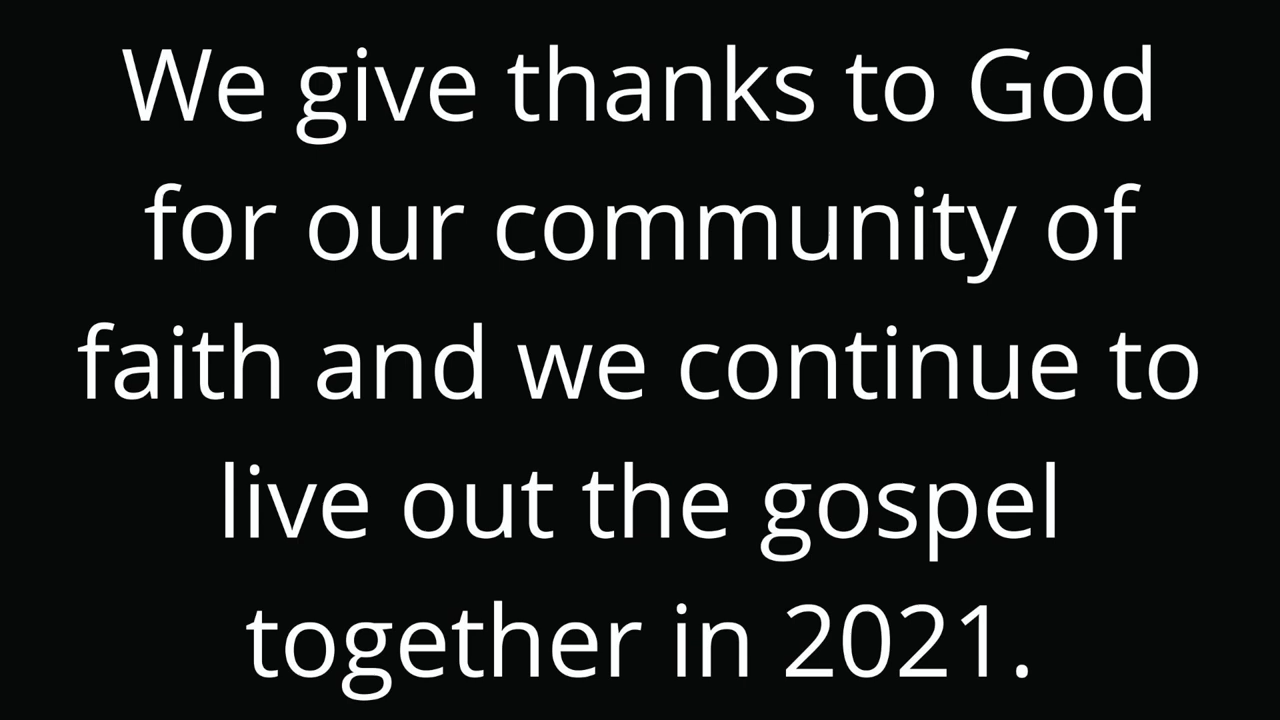 We give thanks to God
for our community of
faith and we continue to
live out the gospel
together in 2021.